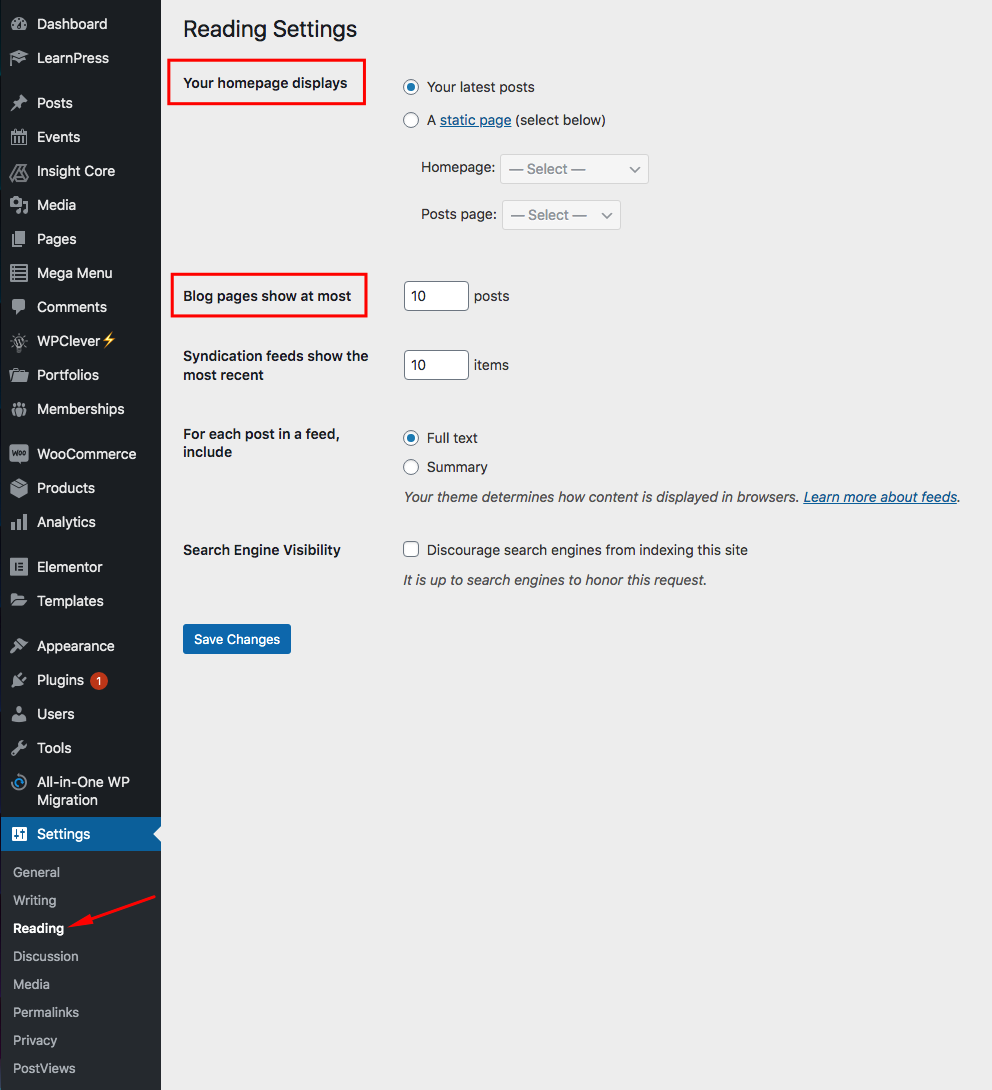 Dashboard
LearnPress
Posts
Events
Insight Core
Media
Pages
Mega Menu
Comments
WPClever⚡
Portfolios
Memberships
WooCommerce
Products
Analytics
Elementor
Templates
Appearance
Plugins 1
Users
Tools
All-in-One WP
Migration
Settings
General
Writing
Reading
Discussion
Media
Permalinks
Privacy
PostViews
Reading Settings
Your homepage displays
Your latest posts
A static page (select below)
Homepage: — Select —
Posts page: — Select —
Blog pages show at most 10 posts
Syndication feeds show the
most recent
10 items
For each post in a feed,
include
Full text
Summary
Your theme determines how content is displayed in browsers. Learn more about feeds.
Search Engine Visibility
Discourage search engines from indexing this site
It is up to search engines to honor this request.
Save Changes